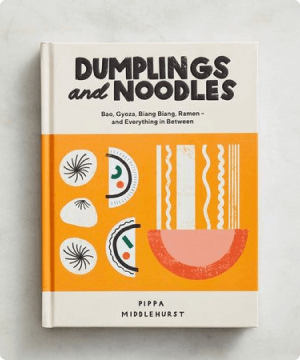 DUMPLINGS
and NOODLES
Bao, Gyoza, Biang Biang, Ramen –
and Everything in Between
PIPPA
MIDDLEHURST